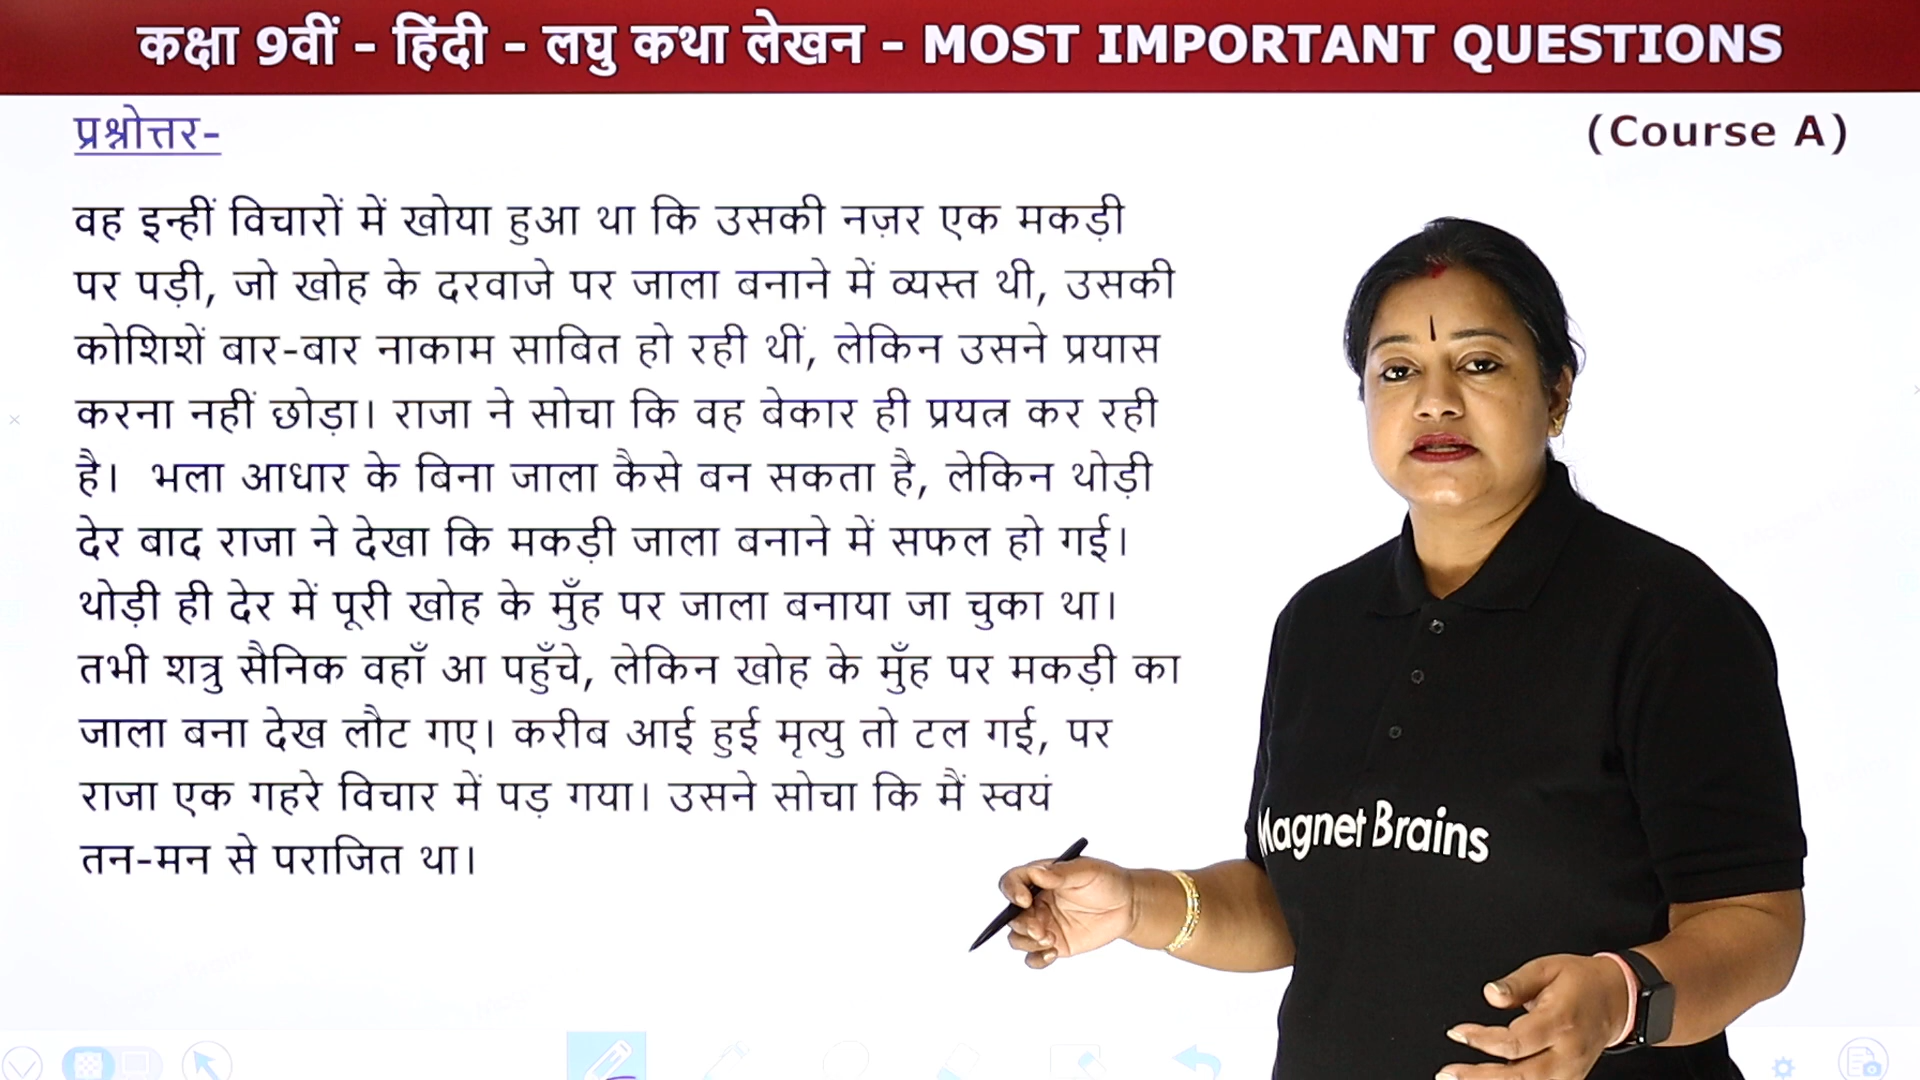 कक्षा 9वीं - हिंदी - लघु कथा लेखन - MOST IMPORTANT QUESTIONS
प्रश्नोत्तर-
(Course A)
वह इन्हीं विचारों में खोया हुआ था कि उसकी नज़र एक मकड़ी
पर पड़ी, जो खोह के दरवाजे पर जाला बनाने में व्यस्त थी, उसकी
कोशिशें बार-बार नाकाम साबित हो रही थीं, लेकिन उसने प्रयास
करना नहीं छोड़ा। राजा ने सोचा कि वह बेकार ही प्रयत्न कर रही
है। भला आधार के बिना जाला कैसे बन सकता है, लेकिन थोड़ी
देर बाद राजा ने देखा कि मकड़ी जाला बनाने में सफल हो गई।
थोड़ी ही देर में पूरी खोह के मुँह पर जाला बनाया जा चुका था।
तभी शत्रु सैनिक वहाँ आ पहुँचे, लेकिन खोह के मुँह पर मकड़ी का
जाला बना देख लौट गए। करीब आई हुई मृत्यु तो टल गई, पर
राजा एक गहरे विचार में पड़ गया। उसने सोचा कि मैं स्वयं
तन-मन से पराजित था।
Magnet Brains